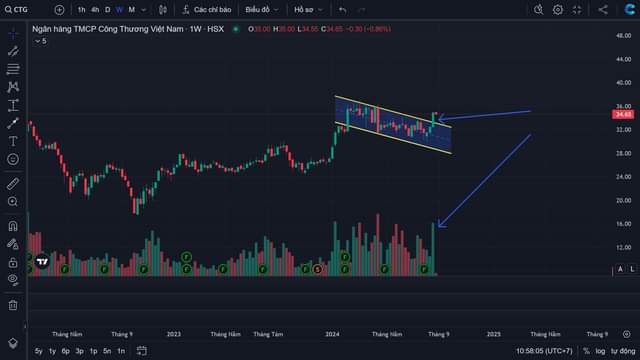 CTG 1h 4h D W M Các chỉ báo Biểu đồ Hồ sơ
Ngân hàng TMCP Công Thương Việt Nam · 1W · HSX O35.00 H35.00 L34.55 C34.65 −0.30 (−0.86%)
5
48.00
44.00
40.00
36.00
34.65
32.00
28.00
24.00
20.00
16.00
12.00
F F F F F F F F F S F F F F
A L
Tháng Năm Tháng 9 2023 Tháng Năm Tháng Tám 2024 Tháng Năm Tháng 9 2025 Tháng Năm Tháng 9
5y 1y 6p 3p 1p 5n 1n 10:58:05 (UTC+7) % log tự động